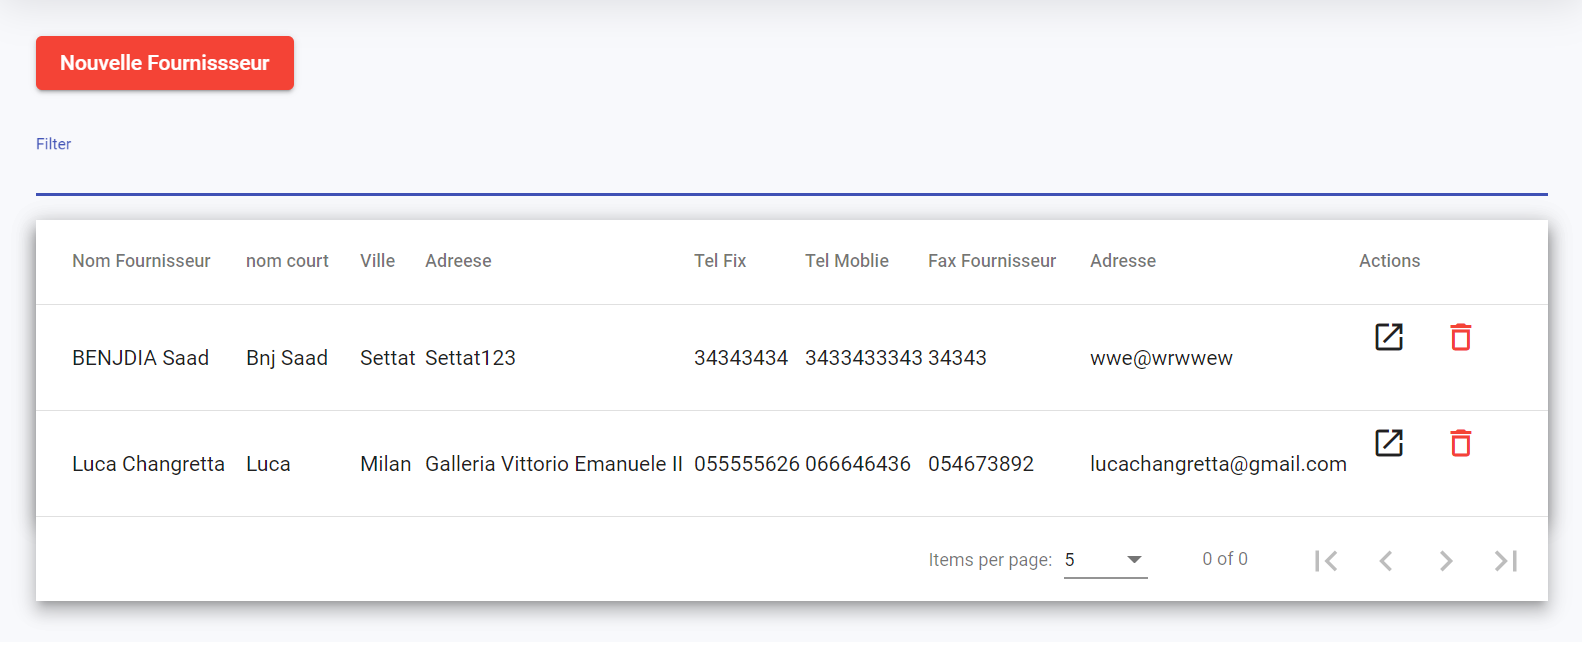 Nouvelle Fournissseur
Filter
Nom Fournisseur nom court Ville Adreese Tel Fix Tel Moblie Fax Fournisseur Adresse Actions
BENJDIA Saad Bnj Saad Settat Settat123 34343434 3433433343 34343 wwe@wrwwew
Luca Changretta Luca Milan Galleria Vittorio Emanuele II 055555626 066646436 054673892 lucachangretta@gmail.com
Items per page: 5 0 of 0